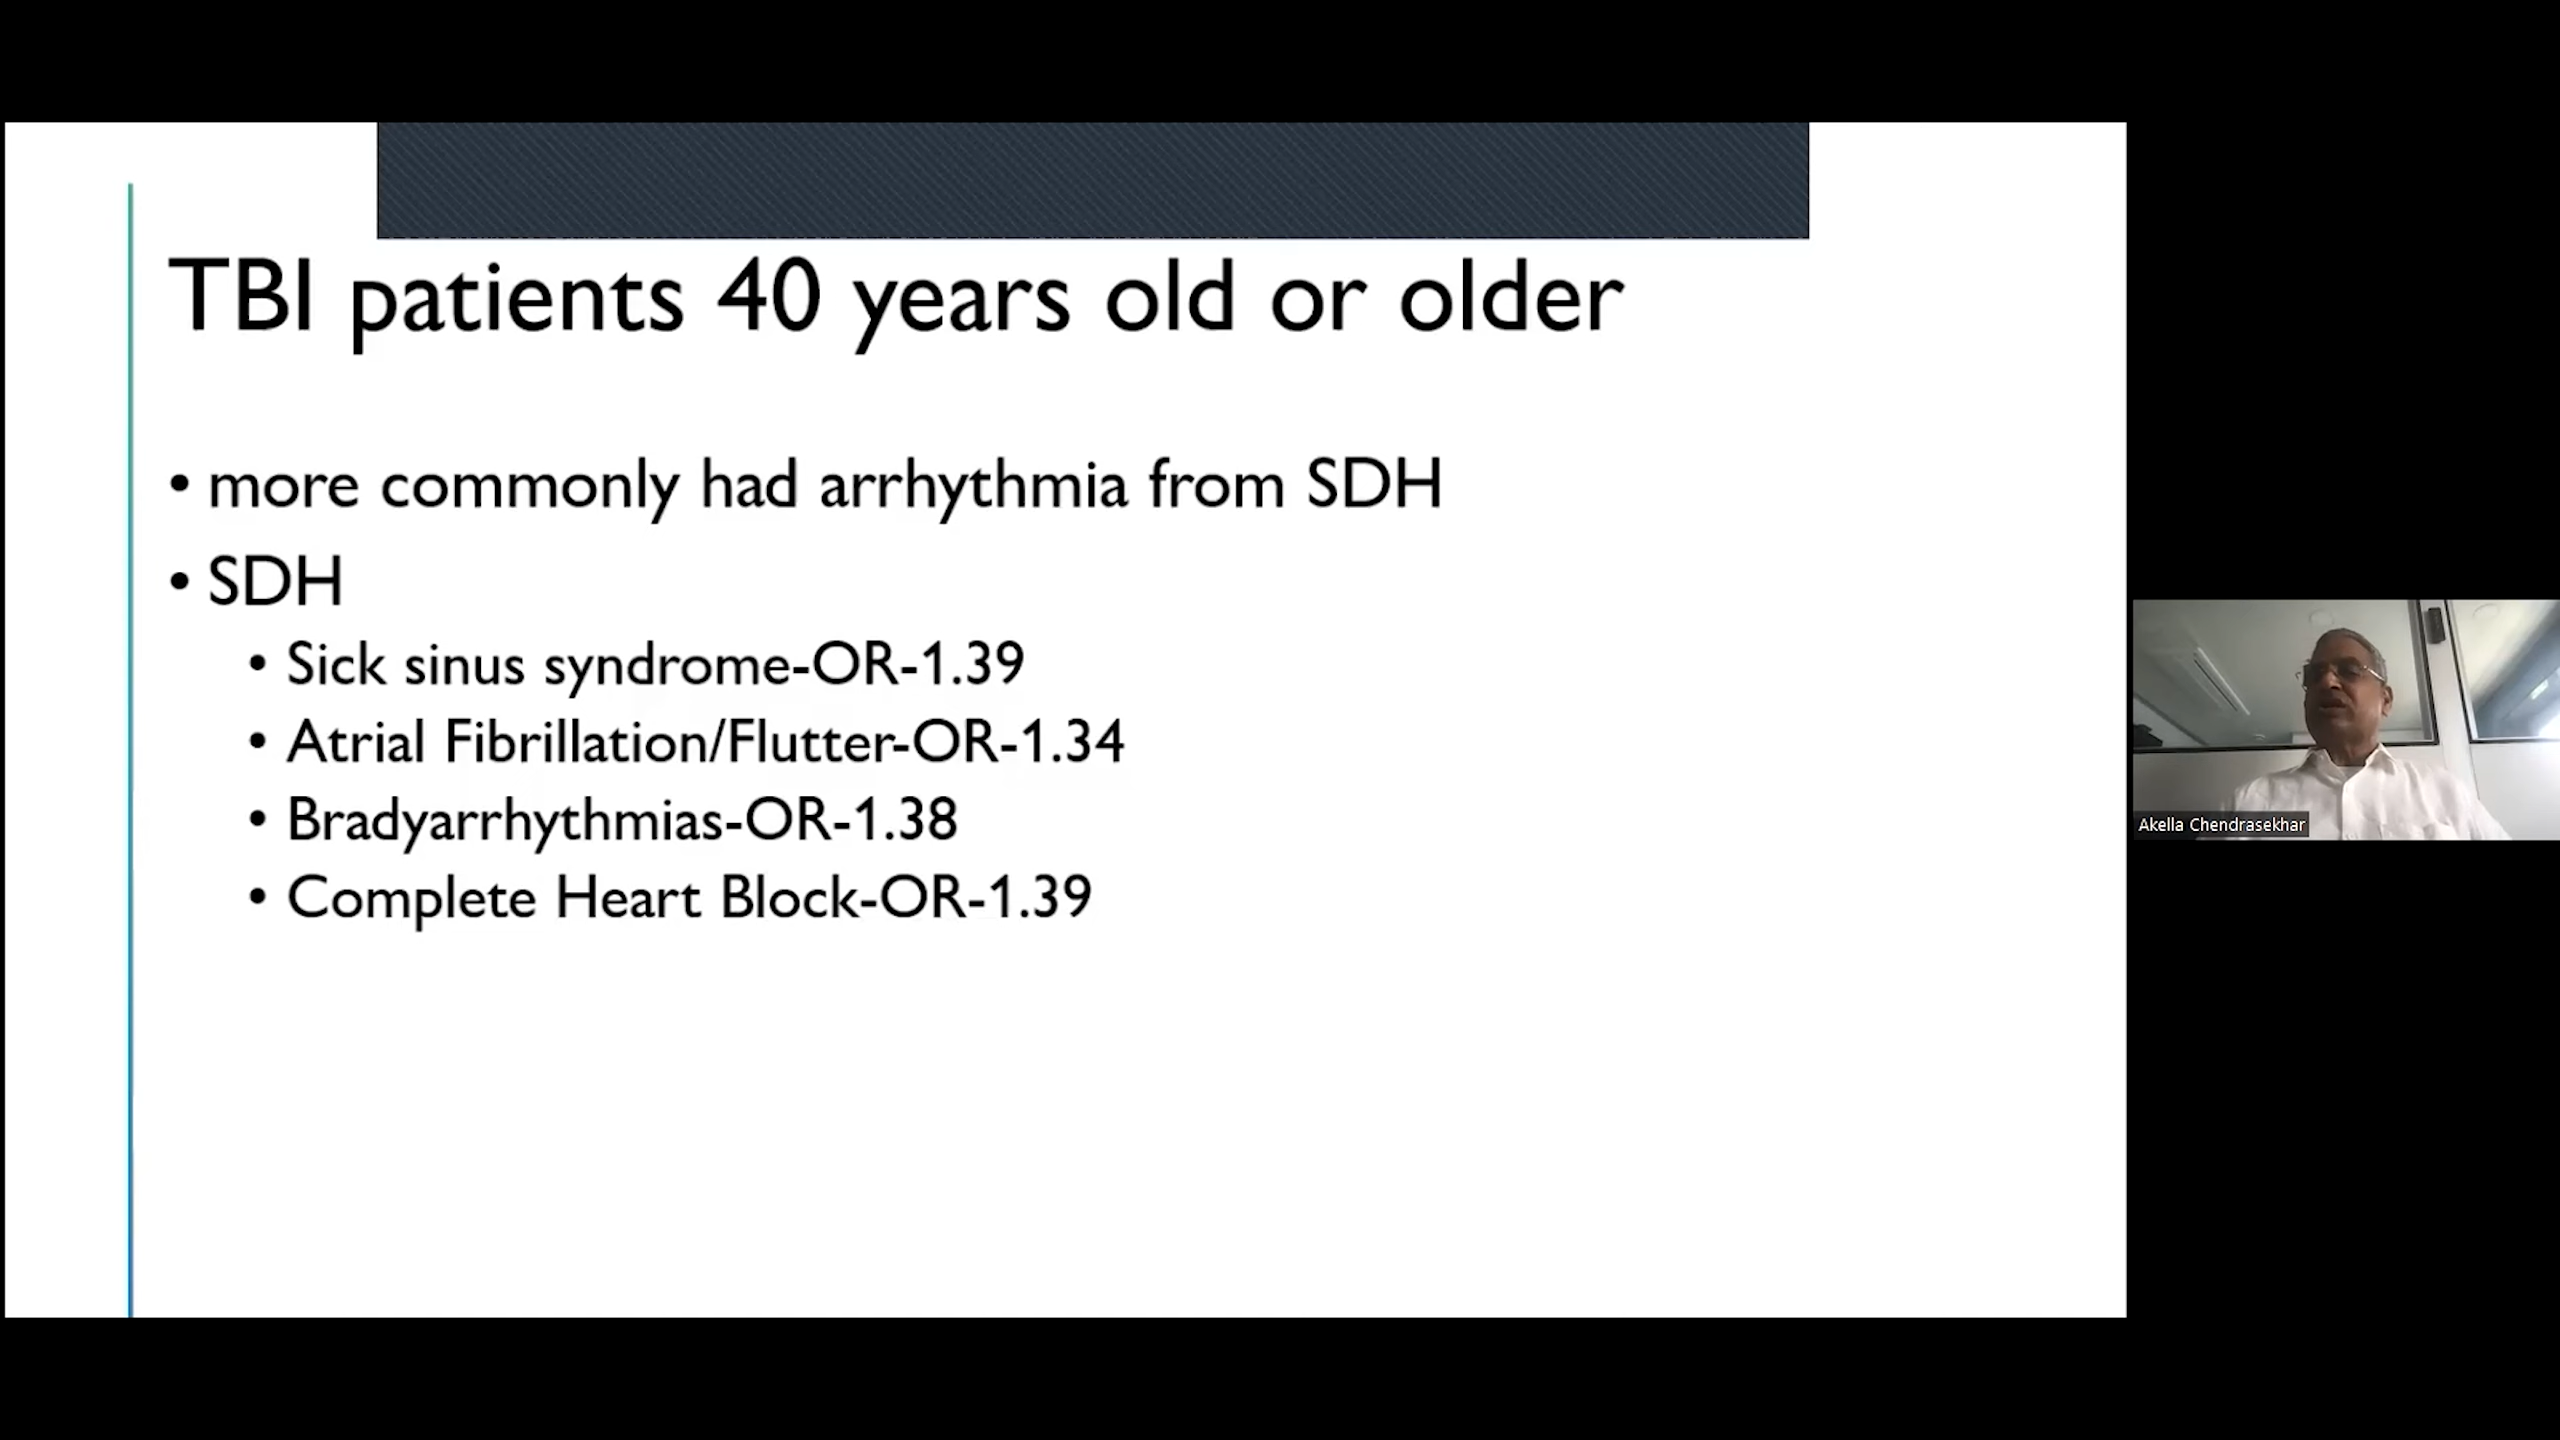 TBI patients 40 years old or older
• more commonly had arrhythmia from SDH
• SDH
• Sick sinus syndrome-OR-1.39
• Atrial Fibrillation/Flutter-OR-1.34
• Bradyarrhythmias-OR-1.38
• Complete Heart Block-OR-1.39
Akella Chendrasekhar